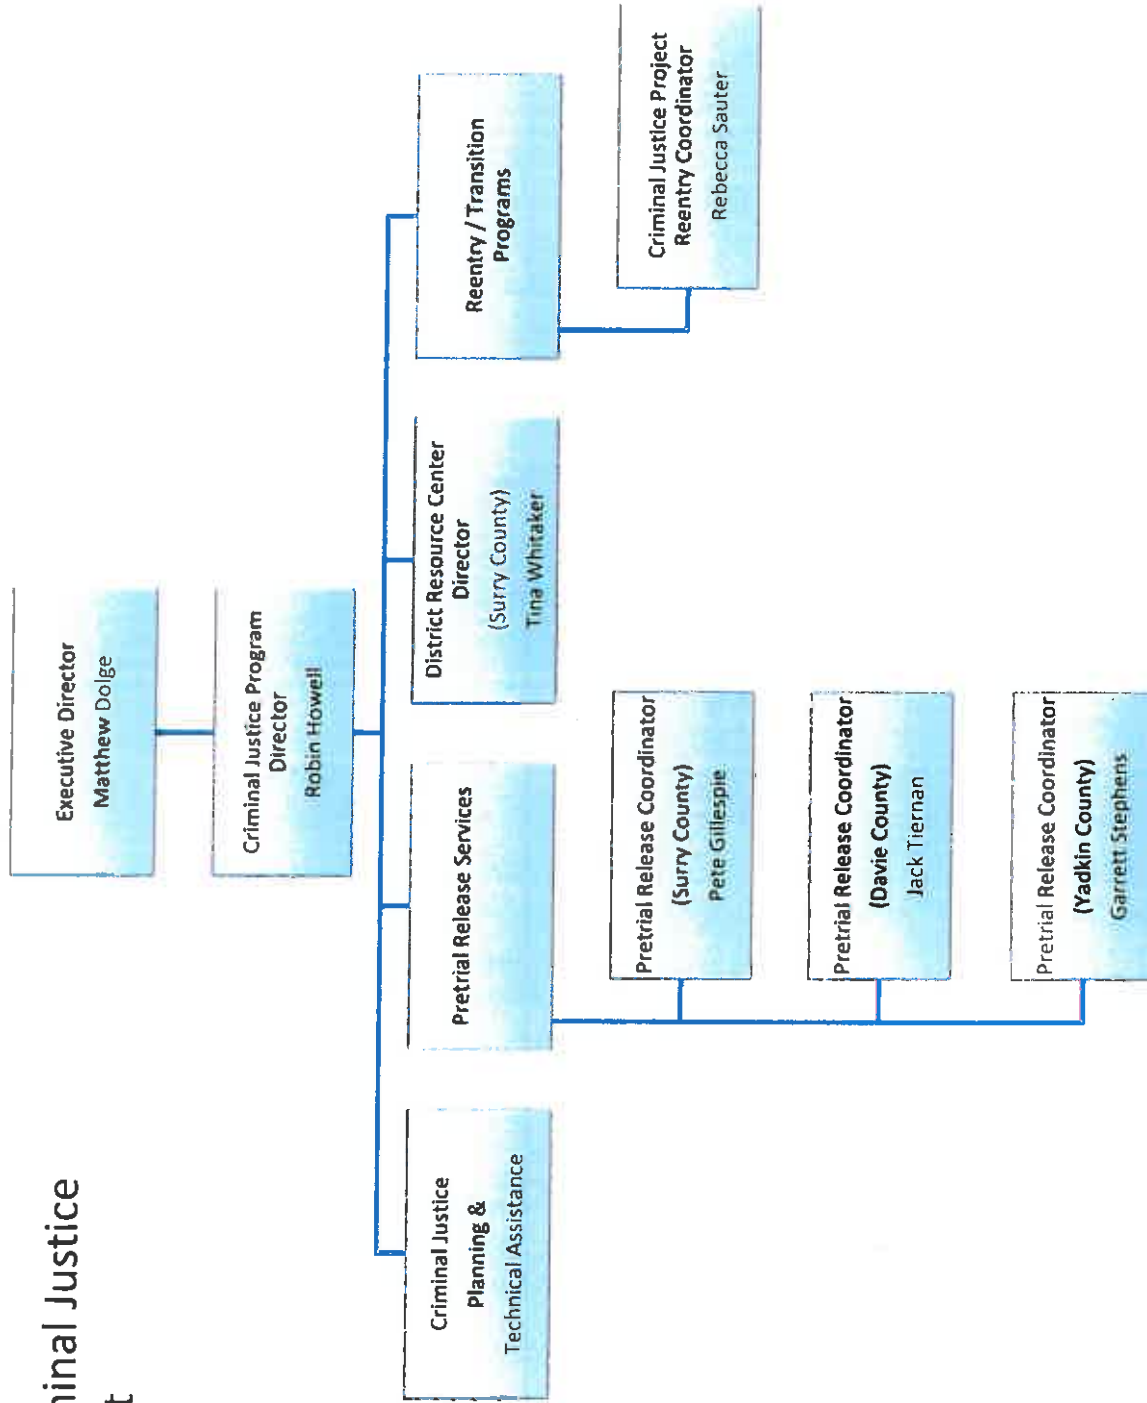 minal Justice
t
Executive Director
Matthew Dolge
Criminal Justice Program
Director
Robin Howell
Criminal Justice
Planning &
Technical Assistance
Pretrial Release Services
District Resource Center
Director
(Surry County)
Tina Whitaker
Reentry / Transition
Programs
Pretrial Release Coordinator
(Surry County)
Pete Gillespie
Pretrial Release Coordinator
(Davie County)
Jack Tiernan
Pretrial Release Coordinator
(Yadkin County)
Garrett Stephens
Criminal Justice Project
Reentry Coordinator
Rebecca Sauter